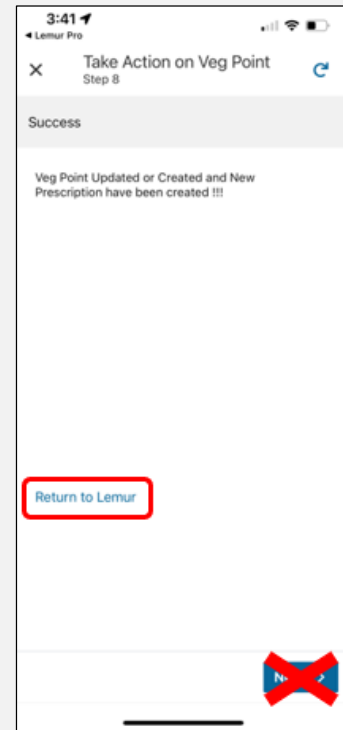 3:41
◀ Lemur Pro
Take Action on Veg Point
Step 8
Success
Veg Point Updated or Created and New
Prescription have been created !!!
Return to Lemur